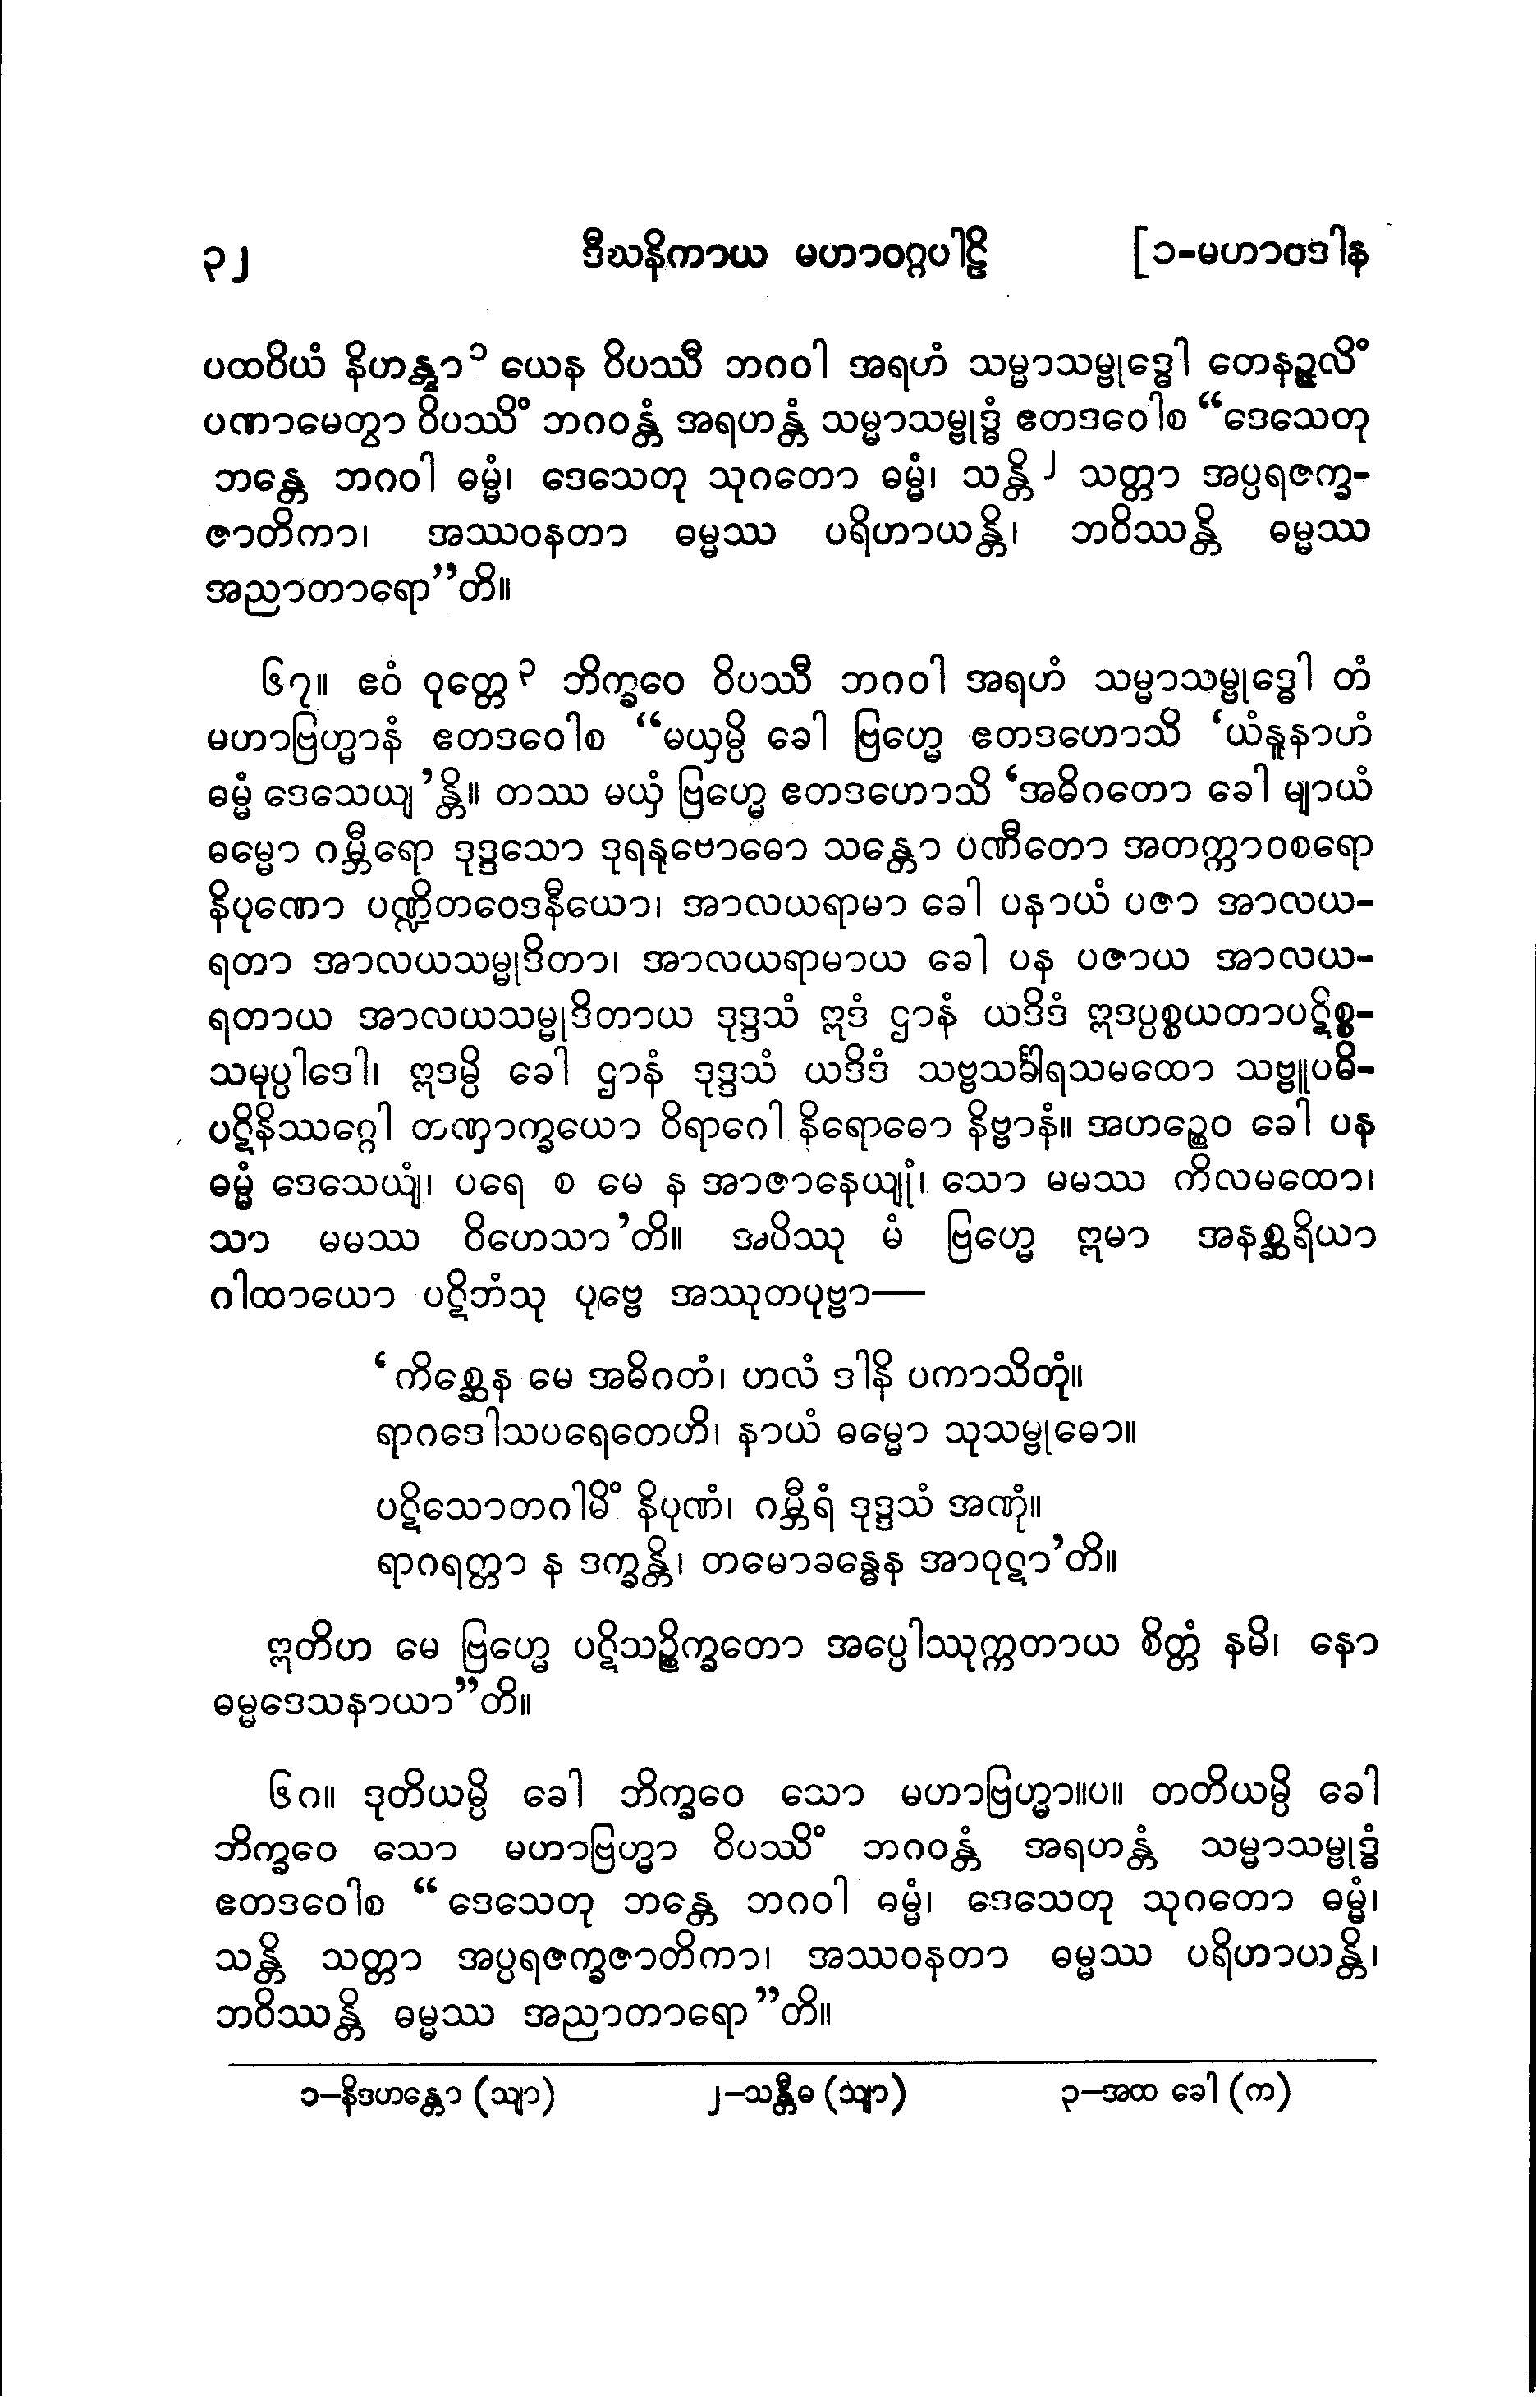 ၃၂ ဒီဃနိကာယ မဟာဝဂ္ဂပါဠိ [၁-မဟာဝဒါန
ပထဝိယံ နိဟန္တွာ၁ ယေန ဝိပဿီ ဘဂဝါ အရဟံ သမ္မာသမ္ဗုဒ္ဓေါ တေနဉ္ဇလိံ
ပဏာမေတွာ ဝိပဿိံ ဘဂဝန္တံ အရဟန္တံ သမ္မာသမ္ဗုဒ္ဓံ ဧတဒဝေါစ “ဒေသေတု
ဘန္တေ ဘဂဝါ ဓမ္မံ၊ ဒေသေတု သုဂတော ဓမ္မံ၊ သန္တိ၂ သတ္တာ အပ္ပရဇက္ခ-
ဇာတိကာ၊ အဿဝနတာ ဓမ္မဿ ပရိဟာယန္တိ၊ ဘဝိဿန္တိ ဓမ္မဿ
အညာတာရော”တိ။
၆၇။ ဧဝံ ဝုတ္တေ၃ ဘိက္ခဝေ ဝိပဿီ ဘဂဝါ အရဟံ သမ္မာသမ္ဗုဒ္ဓေါ တံ
မဟာဗြဟ္မာနံ ဧတဒဝေါစ “မယှမ္ပိ ခေါ ဗြဟ္မေ ဧတဒဟောသိ ‘ယံနူနာဟံ
ဓမ္မံ ဒေသေယျ’န္တိ။ တဿ မယှံ ဗြဟ္မေ ဧတဒဟောသိ ‘အဓိဂတော ခေါ မျာယံ
ဓမ္မော ဂမ္ဘီရော ဒုဒ္ဒသော ဒုရနုဗောဓော သန္တော ပဏီတော အတက္ကာဝစရော
နိပုဏော ပဏ္ဍိတဝေဒနီယော၊ အာလယရာမာ ခေါ ပနာယံ ပဇာ အာလယ-
ရတာ အာလယသမ္မုဒိတာ၊ အာလယရာမာယ ခေါ ပန ပဇာယ အာလယ-
ရတာယ အာလယသမ္မုဒိတာယ ဒုဒ္ဒသံ ဣဒံ ဌာနံ ယဒိဒံ ဣဒပ္ပစ္စယတာပဋိစ္စ-
သမုပ္ပါဒေါ၊ ဣဒမ္ပိ ခေါ ဌာနံ ဒုဒ္ဒသံ ယဒိဒံ သဗ္ဗသင်္ခါရသမထော သဗ္ဗူပဓိ-
ပဋိနိဿဂ္ဂေါ တဏှာက္ခယော ဝိရာဂေါ နိရောဓော နိဗ္ဗာနံ။ အဟဉ္စေဝ ခေါ ပန
ဓမ္မံ ဒေသေယျံ၊ ပရေ စ မေ န အာဇာနေယျုံ၊ သော မမဿ ကိလမထော၊
သာ မမဿ ဝိဟေသာ’တိ။ အပိဿု မံ ဗြဟ္မေ ဣမာ အနစ္ဆရိယာ
ဂါထာယော ပဋိဘံသု ပုဗ္ဗေ အဿုတပုဗ္ဗာ—
‘ကိစ္ဆေန မေ အဓိဂတံ၊ ဟလံ ဒါနိ ပကာသိတုံ။
ရာဂဒေါသပရေတေဟိ၊ နာယံ ဓမ္မော သုသမ္ဗုဓော။
ပဋိသောတဂါမိံ နိပုဏံ၊ ဂမ္ဘီရံ ဒုဒ္ဒသံ အဏုံ။
ရာဂရတ္တာ န ဒက္ခန္တိ၊ တမောခန္ဓေန အာဝုဋာ’တိ။
ဣတိဟ မေ ဗြဟ္မေ ပဋိသဉ္စိက္ခတော အပ္ပေါဿုက္ကတာယ စိတ္တံ နမိ၊ နော
ဓမ္မဒေသနာယာ”တိ။
၆၈။ ဒုတိယမ္ပိ ခေါ ဘိက္ခဝေ သော မဟာဗြဟ္မာ။ပ။ တတိယမ္ပိ ခေါ
ဘိက္ခဝေ သော မဟာဗြဟ္မာ ဝိပဿိံ ဘဂဝန္တံ အရဟန္တံ သမ္မာသမ္ဗုဒ္ဓံ
ဧတဒဝေါစ “ဒေသေတု ဘန္တေ ဘဂဝါ ဓမ္မံ၊ ဒေသေတု သုဂတော ဓမ္မံ၊
သန္တိ သတ္တာ အပ္ပရဇက္ခဇာတိကာ၊ အဿဝနတာ ဓမ္မဿ ပရိဟာယန္တိ၊
ဘဝိဿန္တိ ဓမ္မဿ အညာတာရော”တိ။
၁–နိဒဟန္တော (သျာ) ၂–သန္တီဓ (သျာ) ၃–အထ ခေါ (က)